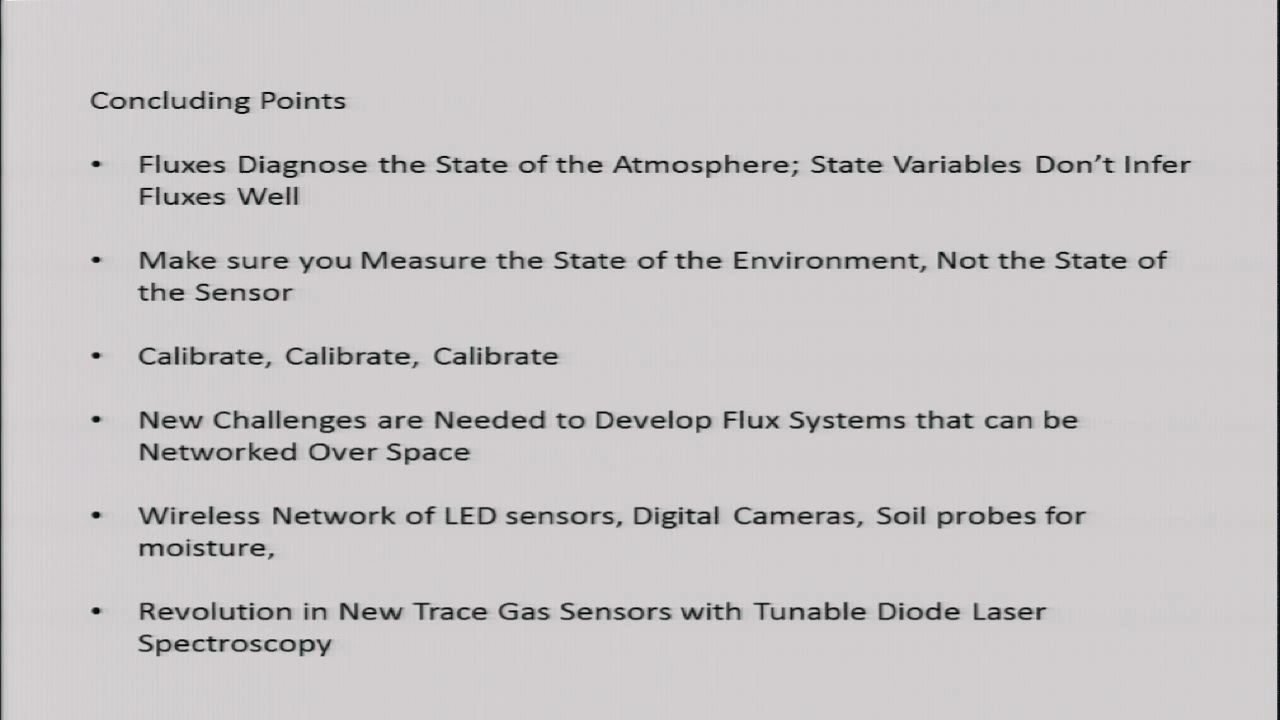 Concluding Points
• Fluxes Diagnose the State of the Atmosphere; State Variables Don't Infer
Fluxes Well
• Make sure you Measure the State of the Environment, Not the State of
the Sensor
• Calibrate, Calibrate, Calibrate
• New Challenges are Needed to Develop Flux Systems that can be
Networked Over Space
• Wireless Network of LED sensors, Digital Cameras, Soil probes for
moisture,
• Revolution in New Trace Gas Sensors with Tunable Diode Laser
Spectroscopy